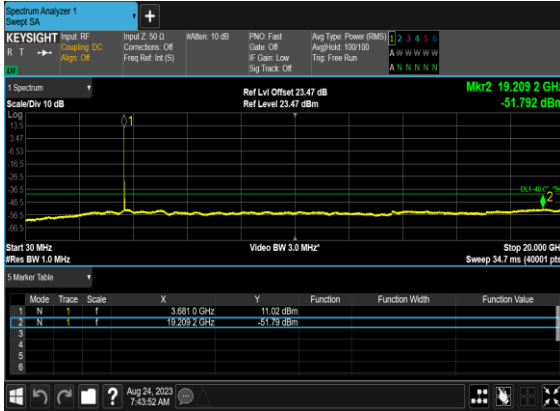 Spectrum Analyzer 1
Swept SA
+
KEYSIGHT Input: RF Input Z: 50 Ω #Atten: 10 dB PNO: Fast Avg Type: Power (RMS) 1 2 3 4 5 6
R T Coupling: DC Corrections: Off Gate: Off Avg|Hold: 100/100 A W W W W W
Align: Off Freq Ref: Int (S) IF Gain: Low Trig: Free Run
Sig Track: Off A N N N N N
1 Spectrum Ref Lvl Offset 23.47 dB Mkr2 19.209 2 GHz
Scale/Div 10 dB Ref Level 23.47 dBm -51.792 dBm
Log
13.5
3.47
-6.53
-16.5
-26.5
-36.5
-46.5
-56.5
-66.5
1
2
Start 30 MHz Video BW 3.0 MHz* Stop 20.000 GH
#Res BW 1.0 MHz Sweep 34.7 ms (40001 pts
5 Marker Table
Mode Trace Scale X Y Function Function Width Function Value
1 N 1 f 3.681 0 GHz 11.02 dBm
2 N 1 f 19.209 2 GHz -51.79 dBm
3
4
5
6
? Aug 24, 2023
7:43:52 AM